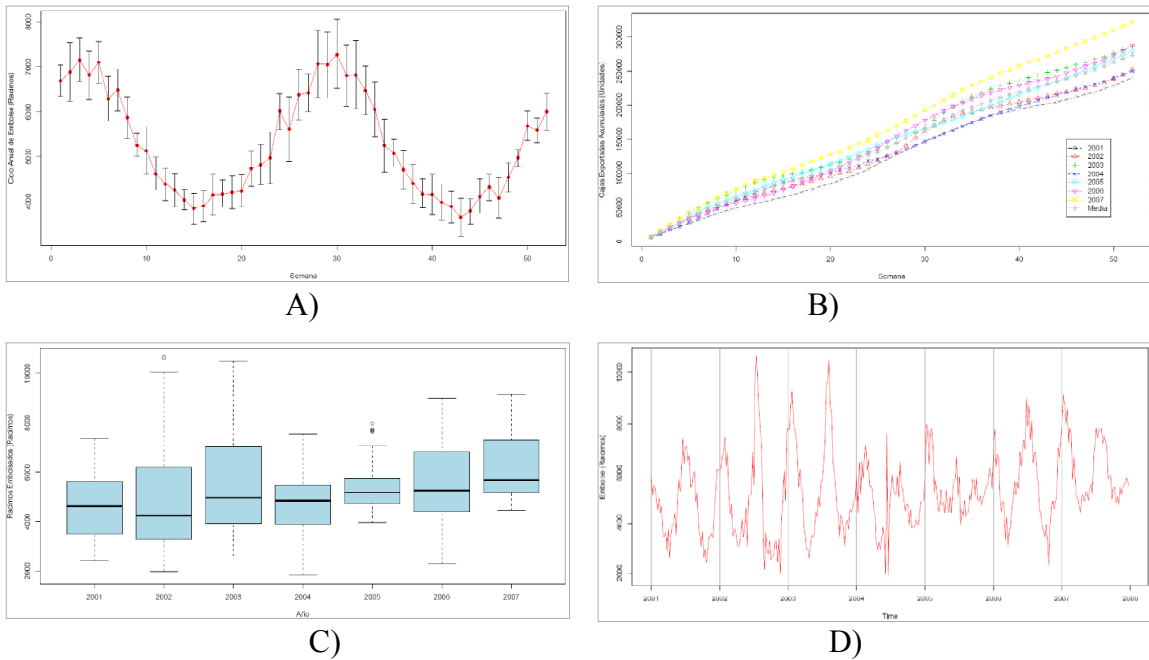 Ciclo Anual de Embolse (Racimos)
8000
7000
6000
5000
4000
0 10 20 30 40 50
Semana
A)
Cajas Exportadas Acumuladas (Unidades)
300000
250000
200000
150000
100000
50000
0
2001
2002
2003
2004
2005
2006
2007
Media
0 10 20 30 40 50
Semana
B)
Racimos Embolsados (Racimos)
10000
8000
6000
4000
2000
2001 2002 2003 2004 2005 2006 2007
Año
C)
Embolse (Racimos)
10000
8000
6000
4000
2000
2001 2002 2003 2004 2005 2006 2007 2008
Time
D)